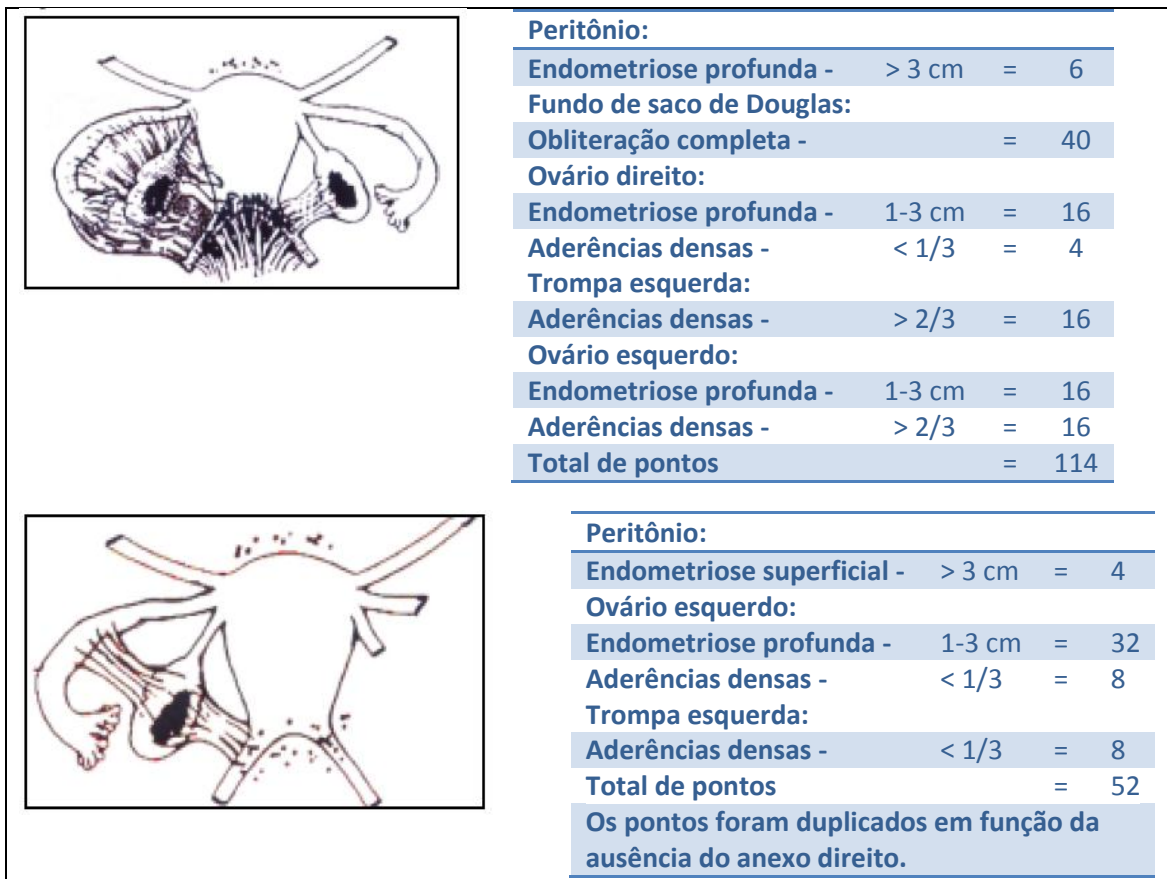 Peritônio:
Endometriose profunda - > 3 cm = 6
Fundo de saco de Douglas:
Obliteração completa - = 40
Ovário direito:
Endometriose profunda - 1-3 cm = 16
Aderências densas - < 1/3 = 4
Trompa esquerda:
Aderências densas - > 2/3 = 16
Ovário esquerdo:
Endometriose profunda - 1-3 cm = 16
Aderências densas - > 2/3 = 16
Total de pontos = 114
Peritônio:
Endometriose superficial - > 3 cm = 4
Ovário esquerdo:
Endometriose profunda - 1-3 cm = 32
Aderências densas - < 1/3 = 8
Trompa esquerda:
Aderências densas - < 1/3 = 8
Total de pontos = 52
Os pontos foram duplicados em função da
ausência do anexo direito.